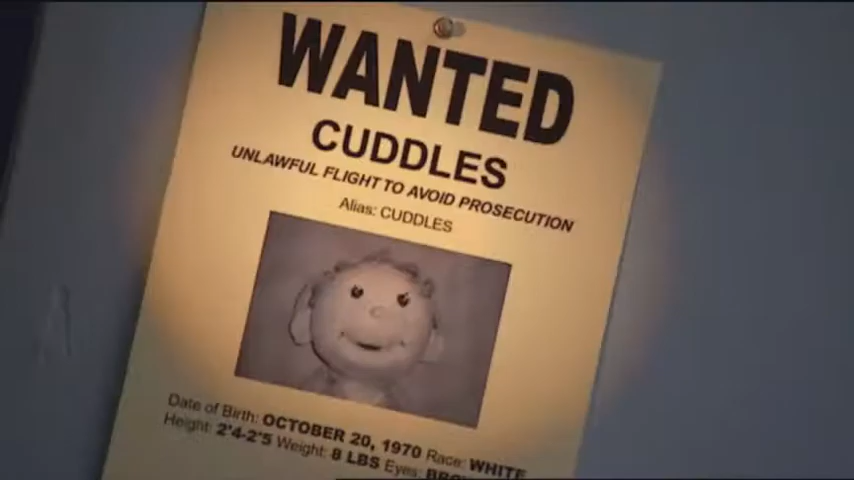 WANTED
CUDDLES
UNLAWFUL FLIGHT TO AVOID PROSECUTION
Alias: CUDDLES
Date of Birth: OCTOBER 20, 1970 Race: WHITE
Height: 2'4-2'5 Weight: 8 LBS Eyes: